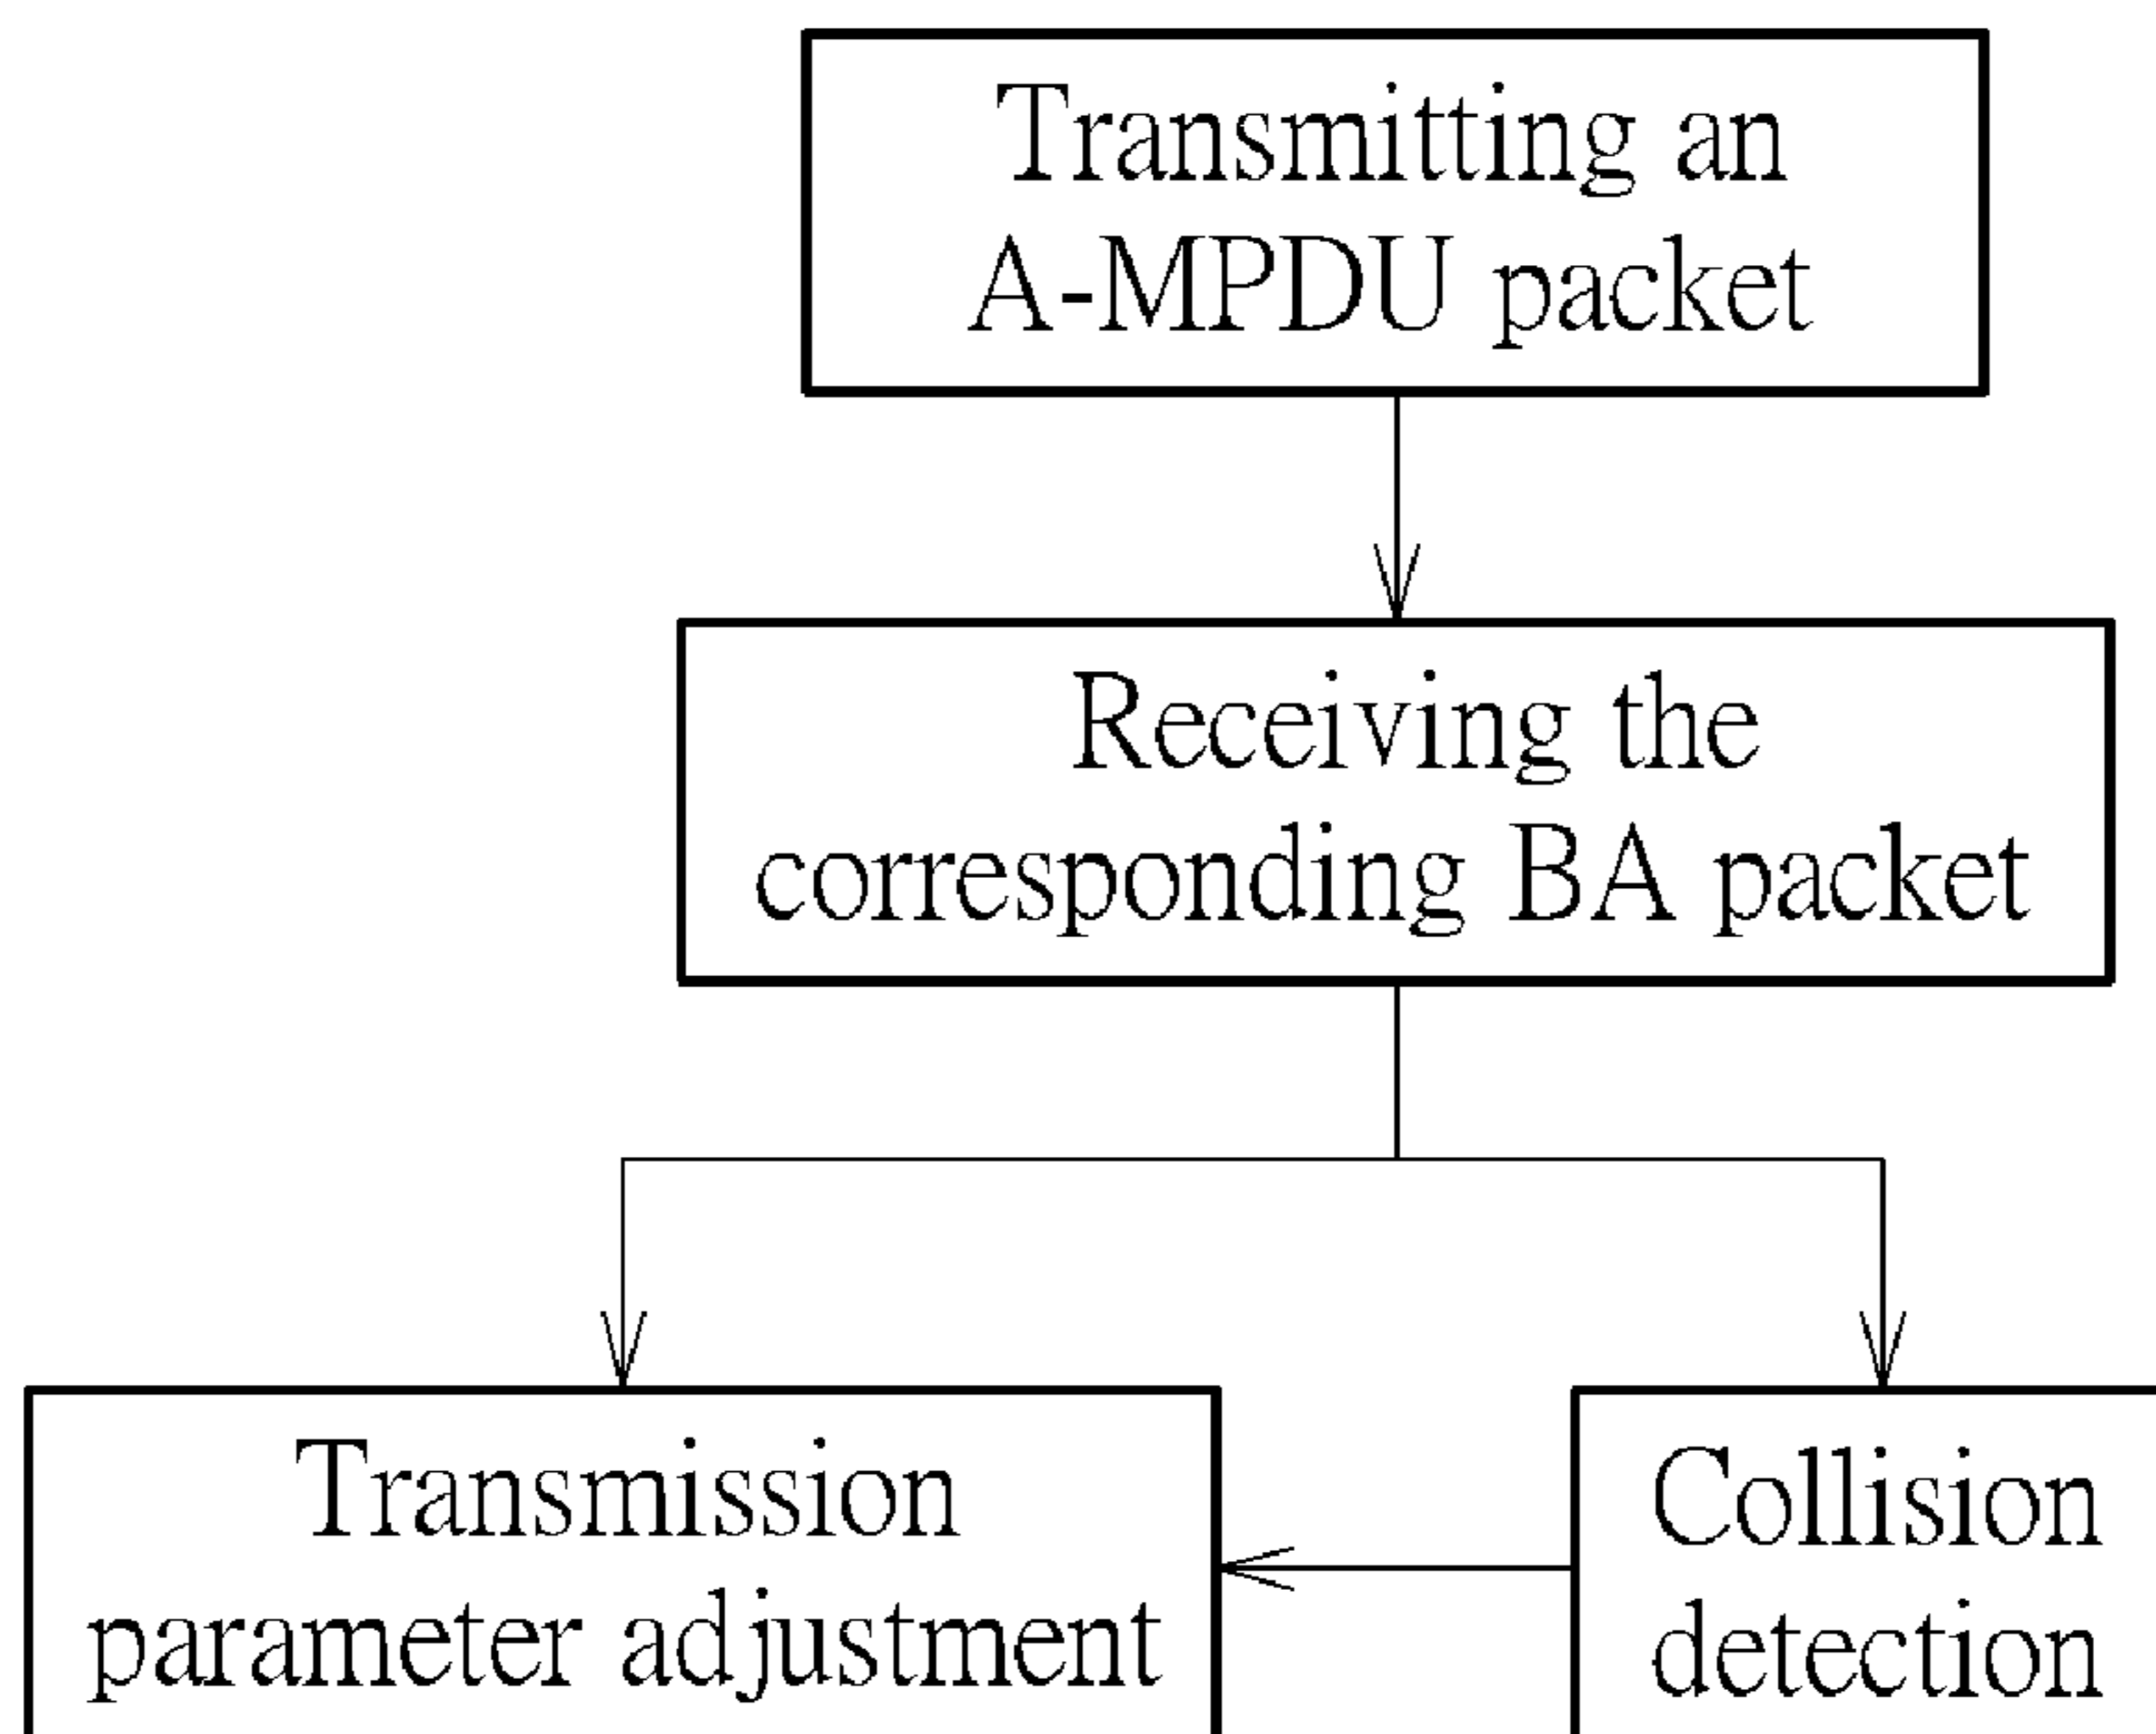 Transmitting an
A-MPDU packet
Receiving the
corresponding BA packet
Transmission
parameter adjustment
Collision
detection